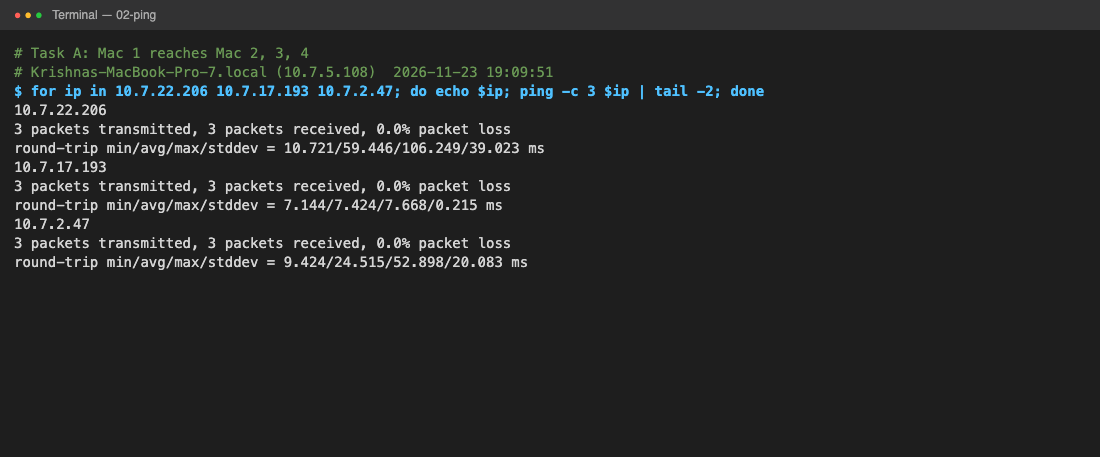 Terminal — 02-ping
# Task A: Mac 1 reaches Mac 2, 3, 4
# Krishnas-MacBook-Pro-7.local (10.7.5.108)  2026-11-23 19:09:51
$ for ip in 10.7.22.206 10.7.17.193 10.7.2.47; do echo $ip; ping -c 3 $ip | tail -2; done
10.7.22.206
3 packets transmitted, 3 packets received, 0.0% packet loss
round-trip min/avg/max/stddev = 10.721/59.446/106.249/39.023 ms
10.7.17.193
3 packets transmitted, 3 packets received, 0.0% packet loss
round-trip min/avg/max/stddev = 7.144/7.424/7.668/0.215 ms
10.7.2.47
3 packets transmitted, 3 packets received, 0.0% packet loss
round-trip min/avg/max/stddev = 9.424/24.515/52.898/20.083 ms